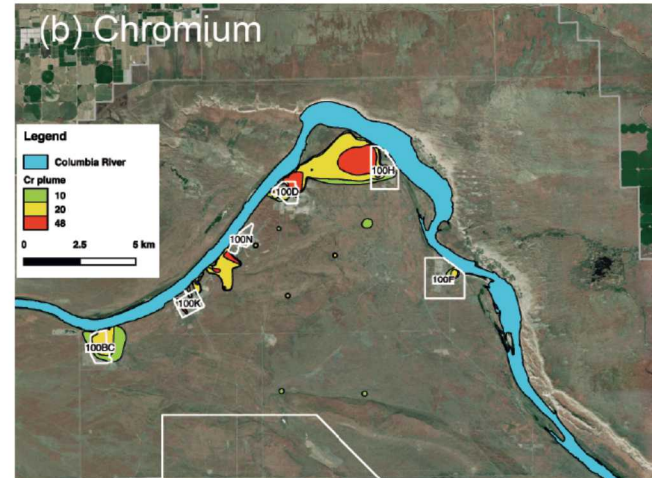 (b) Chromium
Legend
Columbia River
Cr plume
10
20
48
0 2.5 5 km
100H
100D
100N
100F
100K
100BC